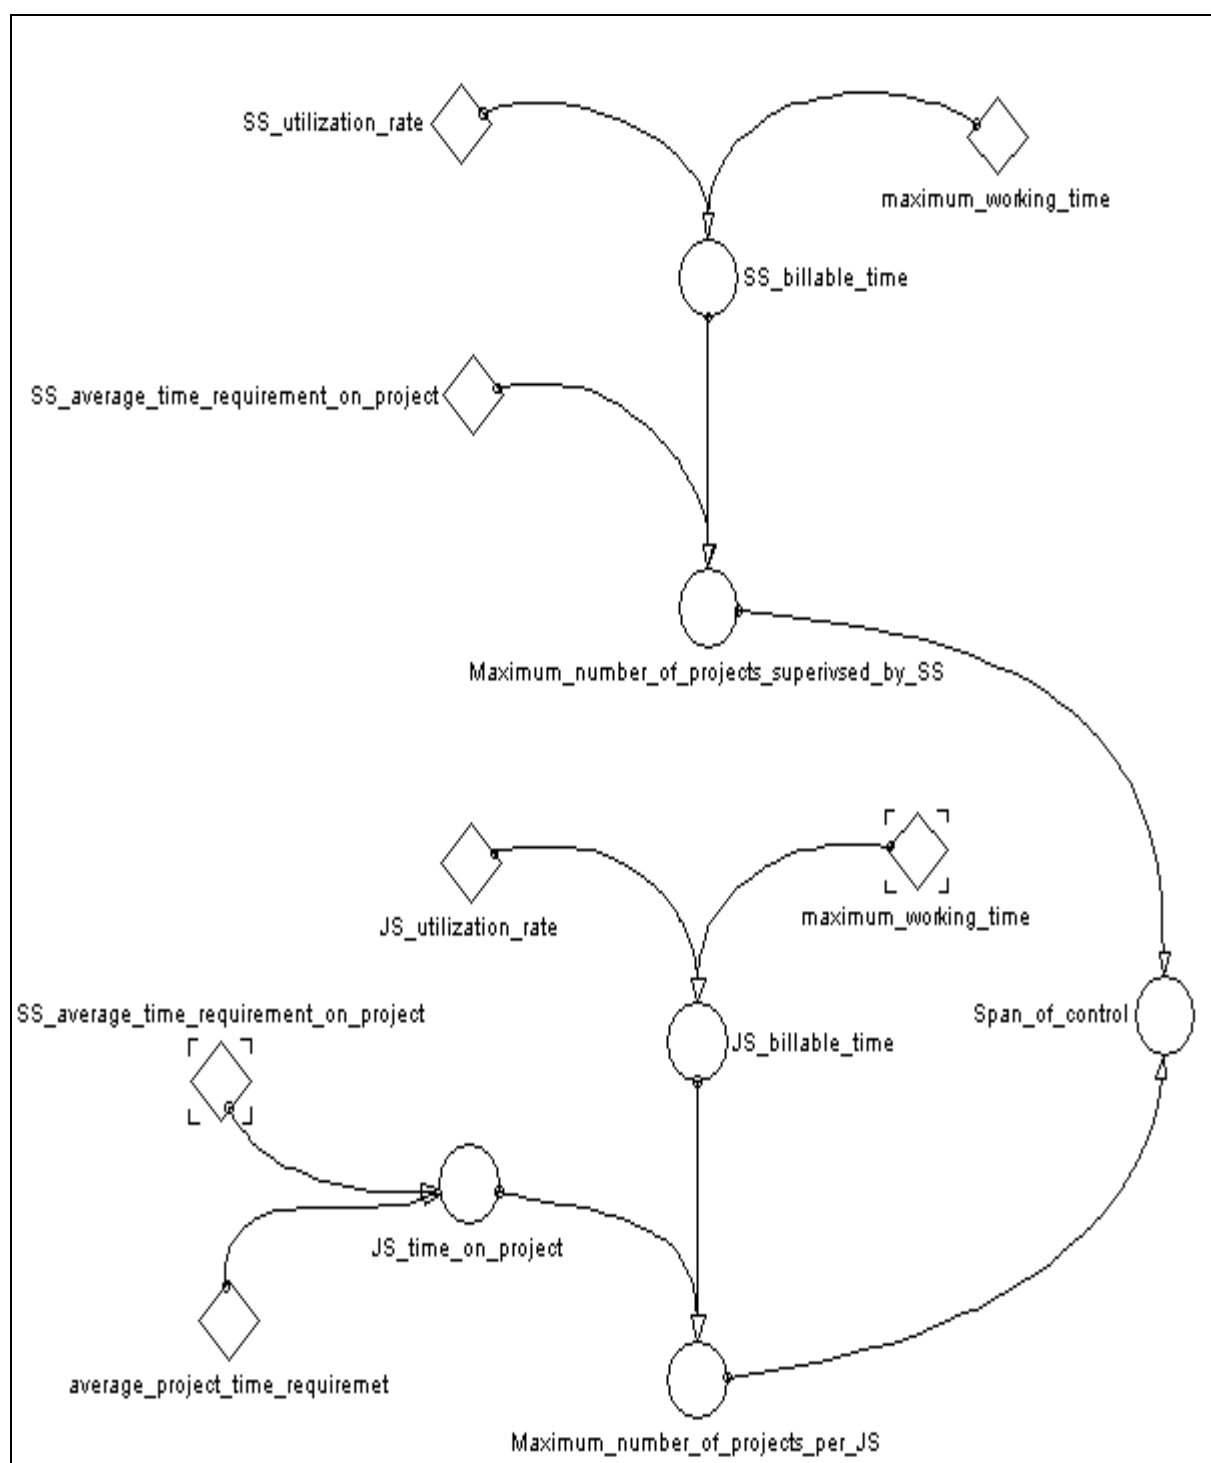 SS_utilization_rate
maximum_working_time
SS_billable_time
SS_average_time_requirement_on_project
Maximum_number_of_projects_superivsed_by_SS
maximum_working_time
JS_utilization_rate
SS_average_time_requirement_on_project
Span_of_control
JS_billable_time
JS_time_on_project
average_project_time_requiremet
Maximum_number_of_projects_per_JS